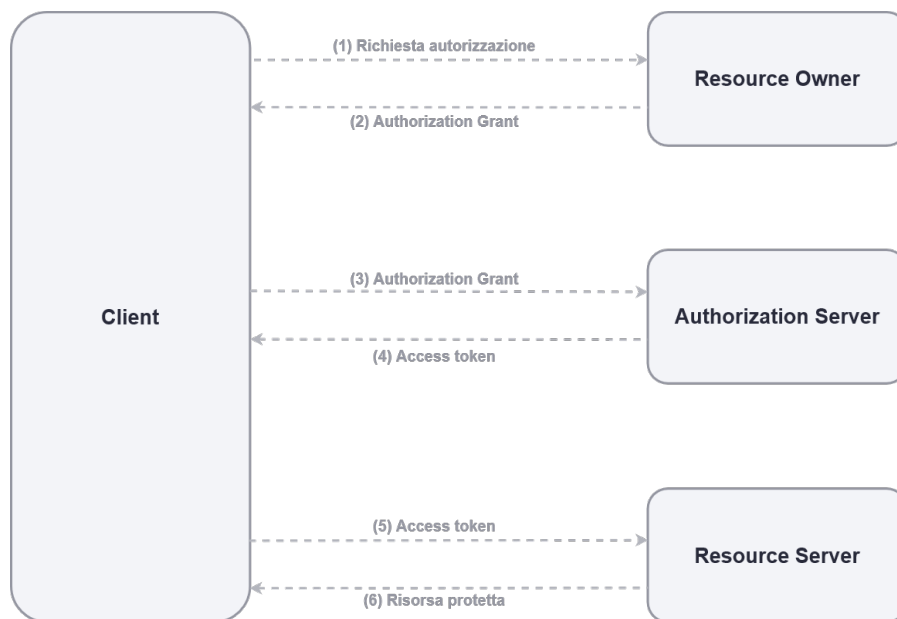 (1) Richiesta autorizzazione
Resource Owner
(2) Authorization Grant
(3) Authorization Grant
Client
Authorization Server
(4) Access token
(5) Access token
Resource Server
(6) Risorsa protetta